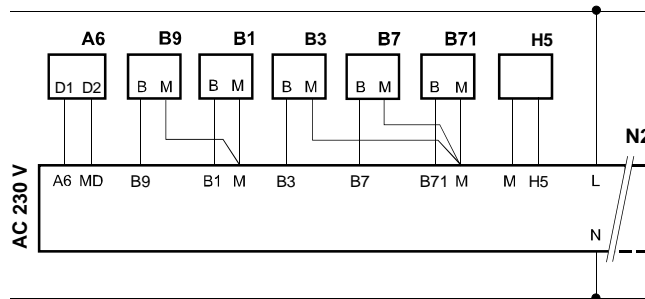 A6 B9 B1 B3 B7 B71 H5
D1 D2 B M B M B M B M B M
N2
A6 MD B9 B1 M B3 B7 B71 M M H5 L
AC 230 V
N